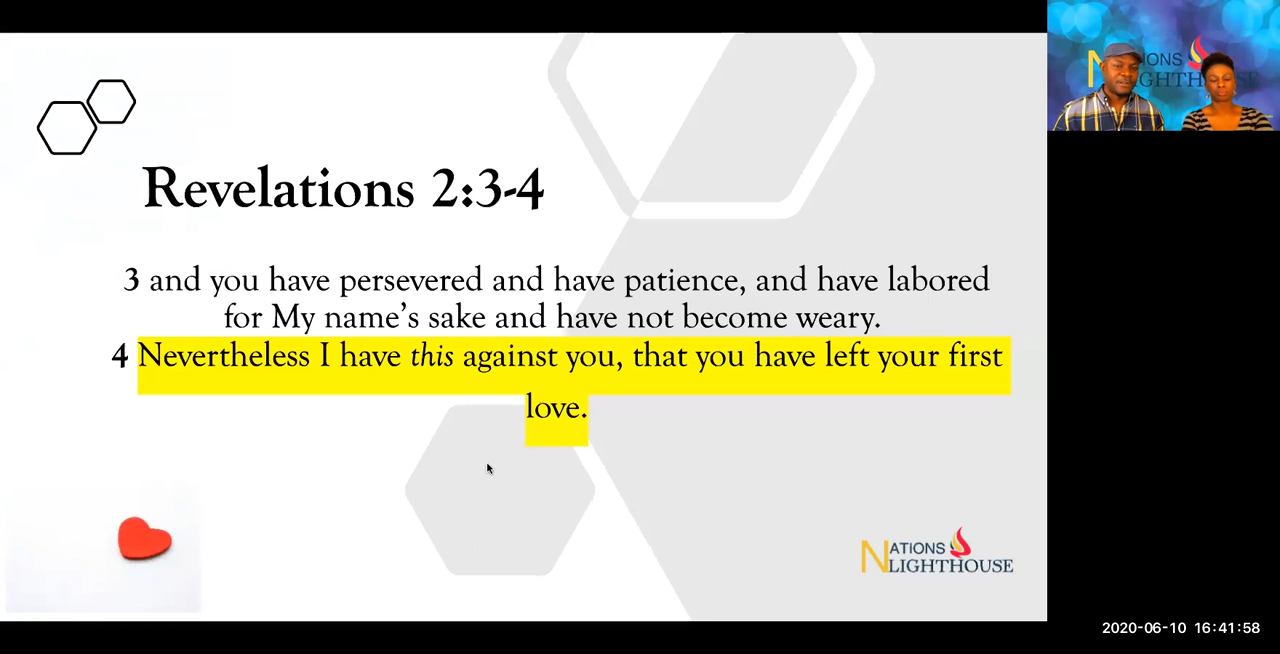 Revelations 2:3-4
3 and you have persevered and have patience, and have labored
for My name’s sake and have not become weary.
4 Nevertheless I have this against you, that you have left your first
love.
NATIONS
LIGHTHOUSE
NATIONS
LIGHTHOUSE
2020-06-10 16:41:58